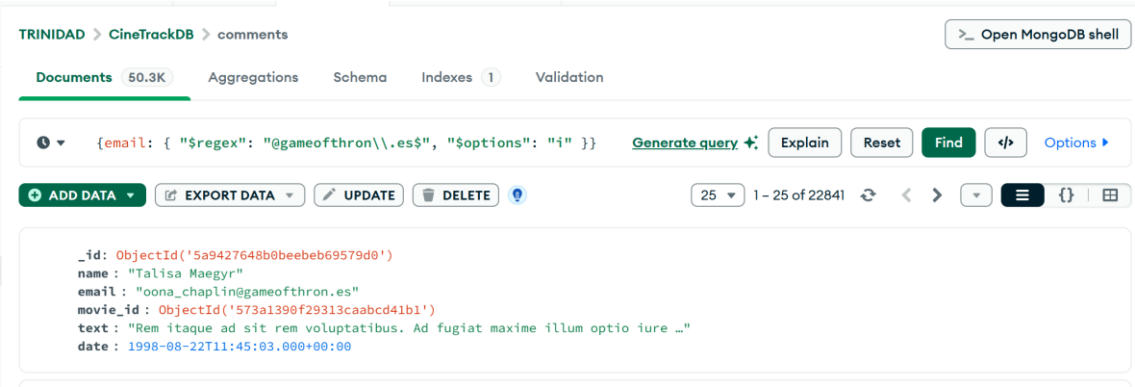 TRINIDAD > CineTrackDB > comments
>_ Open MongoDB shell
Documents 50.3K Aggregations Schema Indexes 1 Validation
{email: { "$regex": "@gameofthron\\.es$", "$options": "i" }} Generate query Explain Reset Find </> Options
ADD DATA EXPORT DATA UPDATE DELETE 25 1 – 25 of 22841 {}
_id: ObjectId('5a9427648b0beebeb69579d0')
name : "Talisa Maegyr"
email : "oona_chaplin@gameofthron.es"
movie_id : ObjectId('573a1390f29313caabcd41b1')
text : "Rem itaque ad sit rem voluptatibus. Ad fugiat maxime illum optio iure …"
date : 1998-08-22T11:45:03.000+00:00